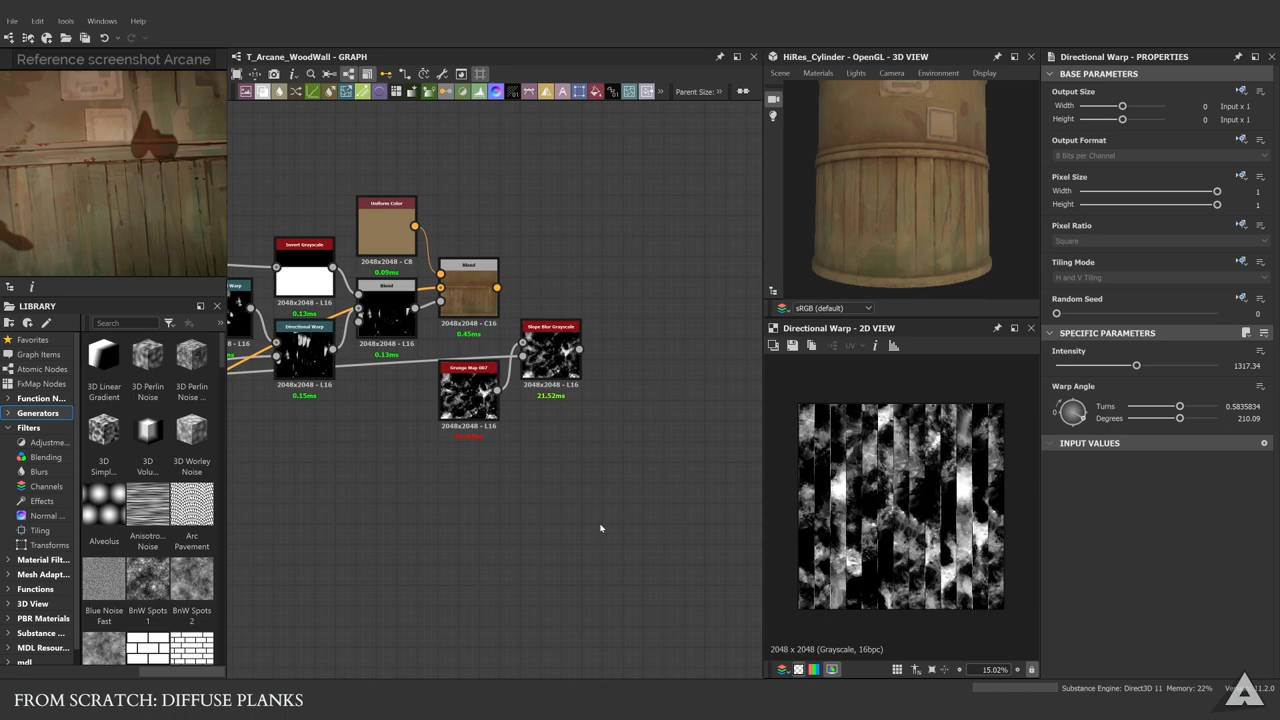 File Edit Tools Windows Help
Reference screenshot Arcane
T_Arcane_WoodWall - GRAPH
Parent Size:
HiRes_Cylinder - OpenGL - 3D VIEW
Scene Materials Lights Camera Environment Display
sRGB (default)
Directional Warp - PROPERTIES
BASE PARAMETERS
Output Size
Width 0 Input x 1
Height 0 Input x 1
Output Format
8 Bits per Channel
Pixel Size
Width 1
Height 1
Pixel Ratio
Square
Tiling Mode
H and V Tiling
Random Seed
0
SPECIFIC PARAMETERS
Intensity
1317.34
Warp Angle
0
Turns 0.5835834
Degrees 210.09
INPUT VALUES
Uniform Color
2048x2048 - C8
0.09ms
Invert Grayscale
2048x2048 - L16
0.13ms
Blend
2048x2048 - L16
0.13ms
Blend
2048x2048 - C16
0.45ms
Warp
Directional Warp
2048x2048 - L16
0.15ms
Slope Blur Grayscale
2048x2048 - L16
21.52ms
Grunge Map 007
2048x2048 - L16
Directional Warp - 2D VIEW
UV
2048 x 2048 (Grayscale, 16bpc)
15.02%
LIBRARY
Search
Favorites
Graph Items
Atomic Nodes
FxMap Nodes
Function N...
Generators
Filters
Adjustme...
Blending
Blurs
Channels
Effects
Normal ...
Tiling
Transforms
Material Filt...
Mesh Adapt...
Functions
3D View
PBR Materials
Substance ...
MDL Resour...
mdl
3D Linear Gradient
3D Perlin Noise
3D Perlin Noise ...
3D Simpl...
3D Volu...
3D Worley Noise
Alveolus
Anisotro... Noise
Arc Pavement
Blue Noise Fast
BnW Spots 1
BnW Spots 2
FROM SCRATCH: DIFFUSE PLANKS
Substance Engine: Direct3D 11 Memory: 22%